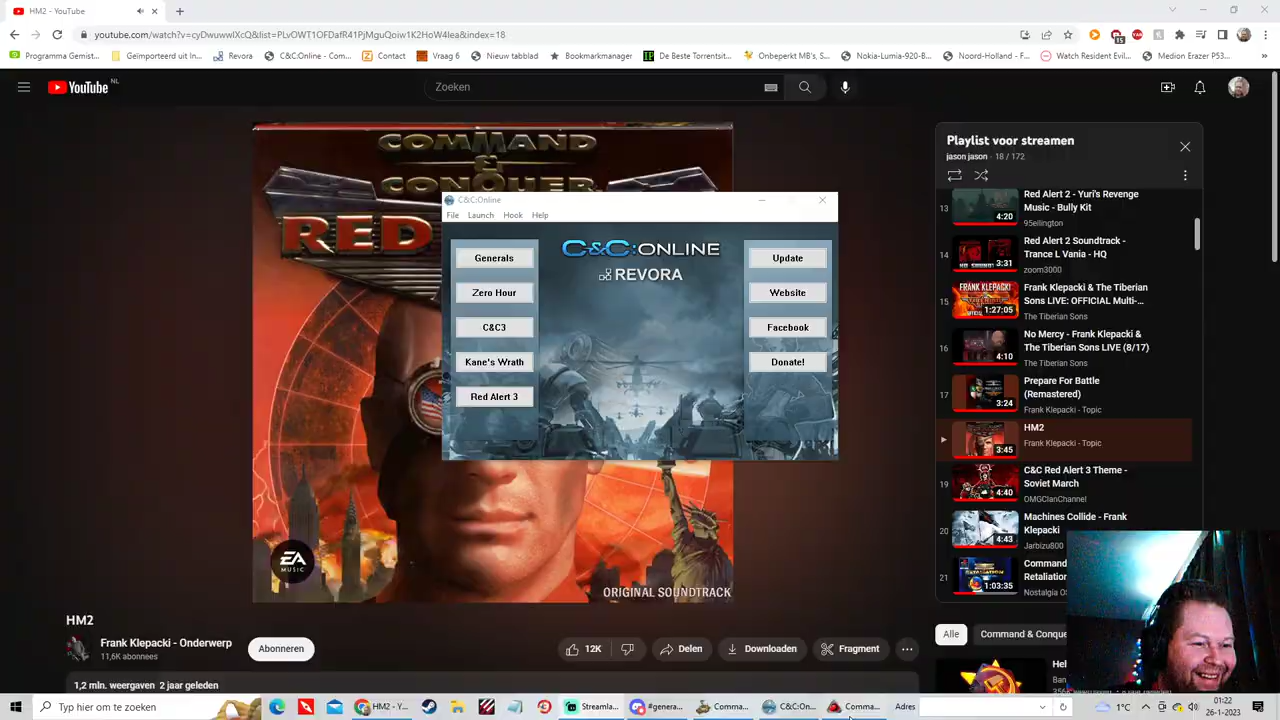 HM2
youtube.com/watch?v=cyDwuwwlXcQ&list=PLvOWT1OFDafR41PjMguQoiw1K2HoW4lea&index=18
Programma Gemist...
Geïmporteerd uit In...
Revora
C&C:Online - Com...
Contact
Vraag 6
Nieuw tabblad
Bookmarkmanager
De Beste Torrentsit...
Onbeperkt MB's, S...
Nokia-Lumia-920-B...
Noord-Holland - F...
Watch Resident Evil...
Medion Erazer P53...
YouTube NL
Zoeken
COMMAND
&
CONQUER
RED
EA
MUSIC
ORIGINAL SOUNDTRACK
C&C:Online
File Launch Hook Help
C&C:ONLINE
REVORA
Generals
Zero Hour
C&C3
Kane's Wrath
Red Alert 3
Update
Website
Facebook
Donate!
Playlist voor streamen
jason jason - 18 / 172
13
Red Alert 2 - Yuri's Revenge
Music - Bully Kit
95ellington
4:20
14
Red Alert 2 Soundtrack -
Trance L Vania - HQ
zoom3000
3:31
15
Frank Klepacki & The Tiberian
Sons LIVE: OFFICIAL Multi-...
The Tiberian Sons
1:27:05
16
No Mercy - Frank Klepacki &
The Tiberian Sons LIVE (8/17)
The Tiberian Sons
4:10
17
Prepare For Battle
(Remastered)
Frank Klepacki - Topic
3:24
HM2
Frank Klepacki - Topic
3:45
19
C&C Red Alert 3 Theme -
Soviet March
OMGClanChannel
4:40
20
Machines Collide - Frank
Klepacki
Jarbizu800
4:43
21
Command
Retaliation
Nostalgia O
1:03:35
Alle
Command & Conque
HM2
Frank Klepacki - Onderwerp
11,6K abonnees
Abonneren
12K
Delen
Downloaden
Fragment
1,2 mln. weergaven 2 jaar geleden
Hel
Typ hier om te zoeken
HM2 - Y...
Streamla...
#genera...
Comma...
C&C:On...
Comma...
Adres
1°C
01:22
26-1-2023